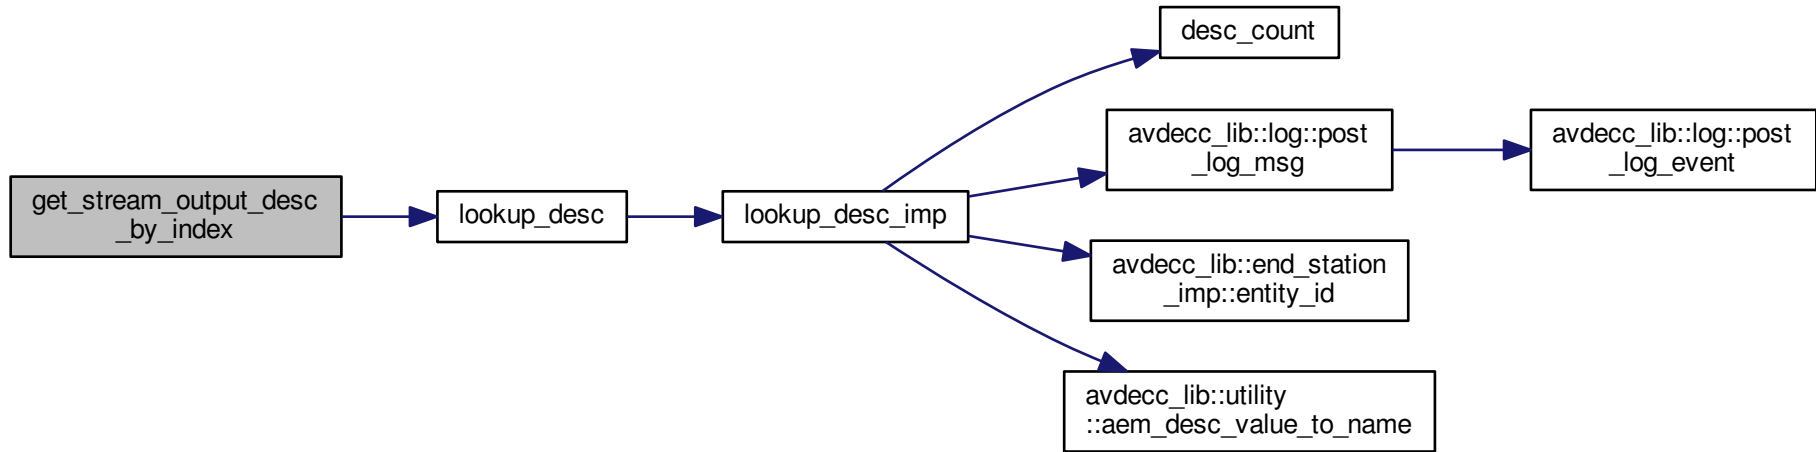 get_stream_output_desc
_by_index
lookup_desc
lookup_desc_imp
desc_count
avdecc_lib::log::post
_log_msg
avdecc_lib::log::post
_log_event
avdecc_lib::end_station
_imp::entity_id
avdecc_lib::utility
::aem_desc_value_to_name